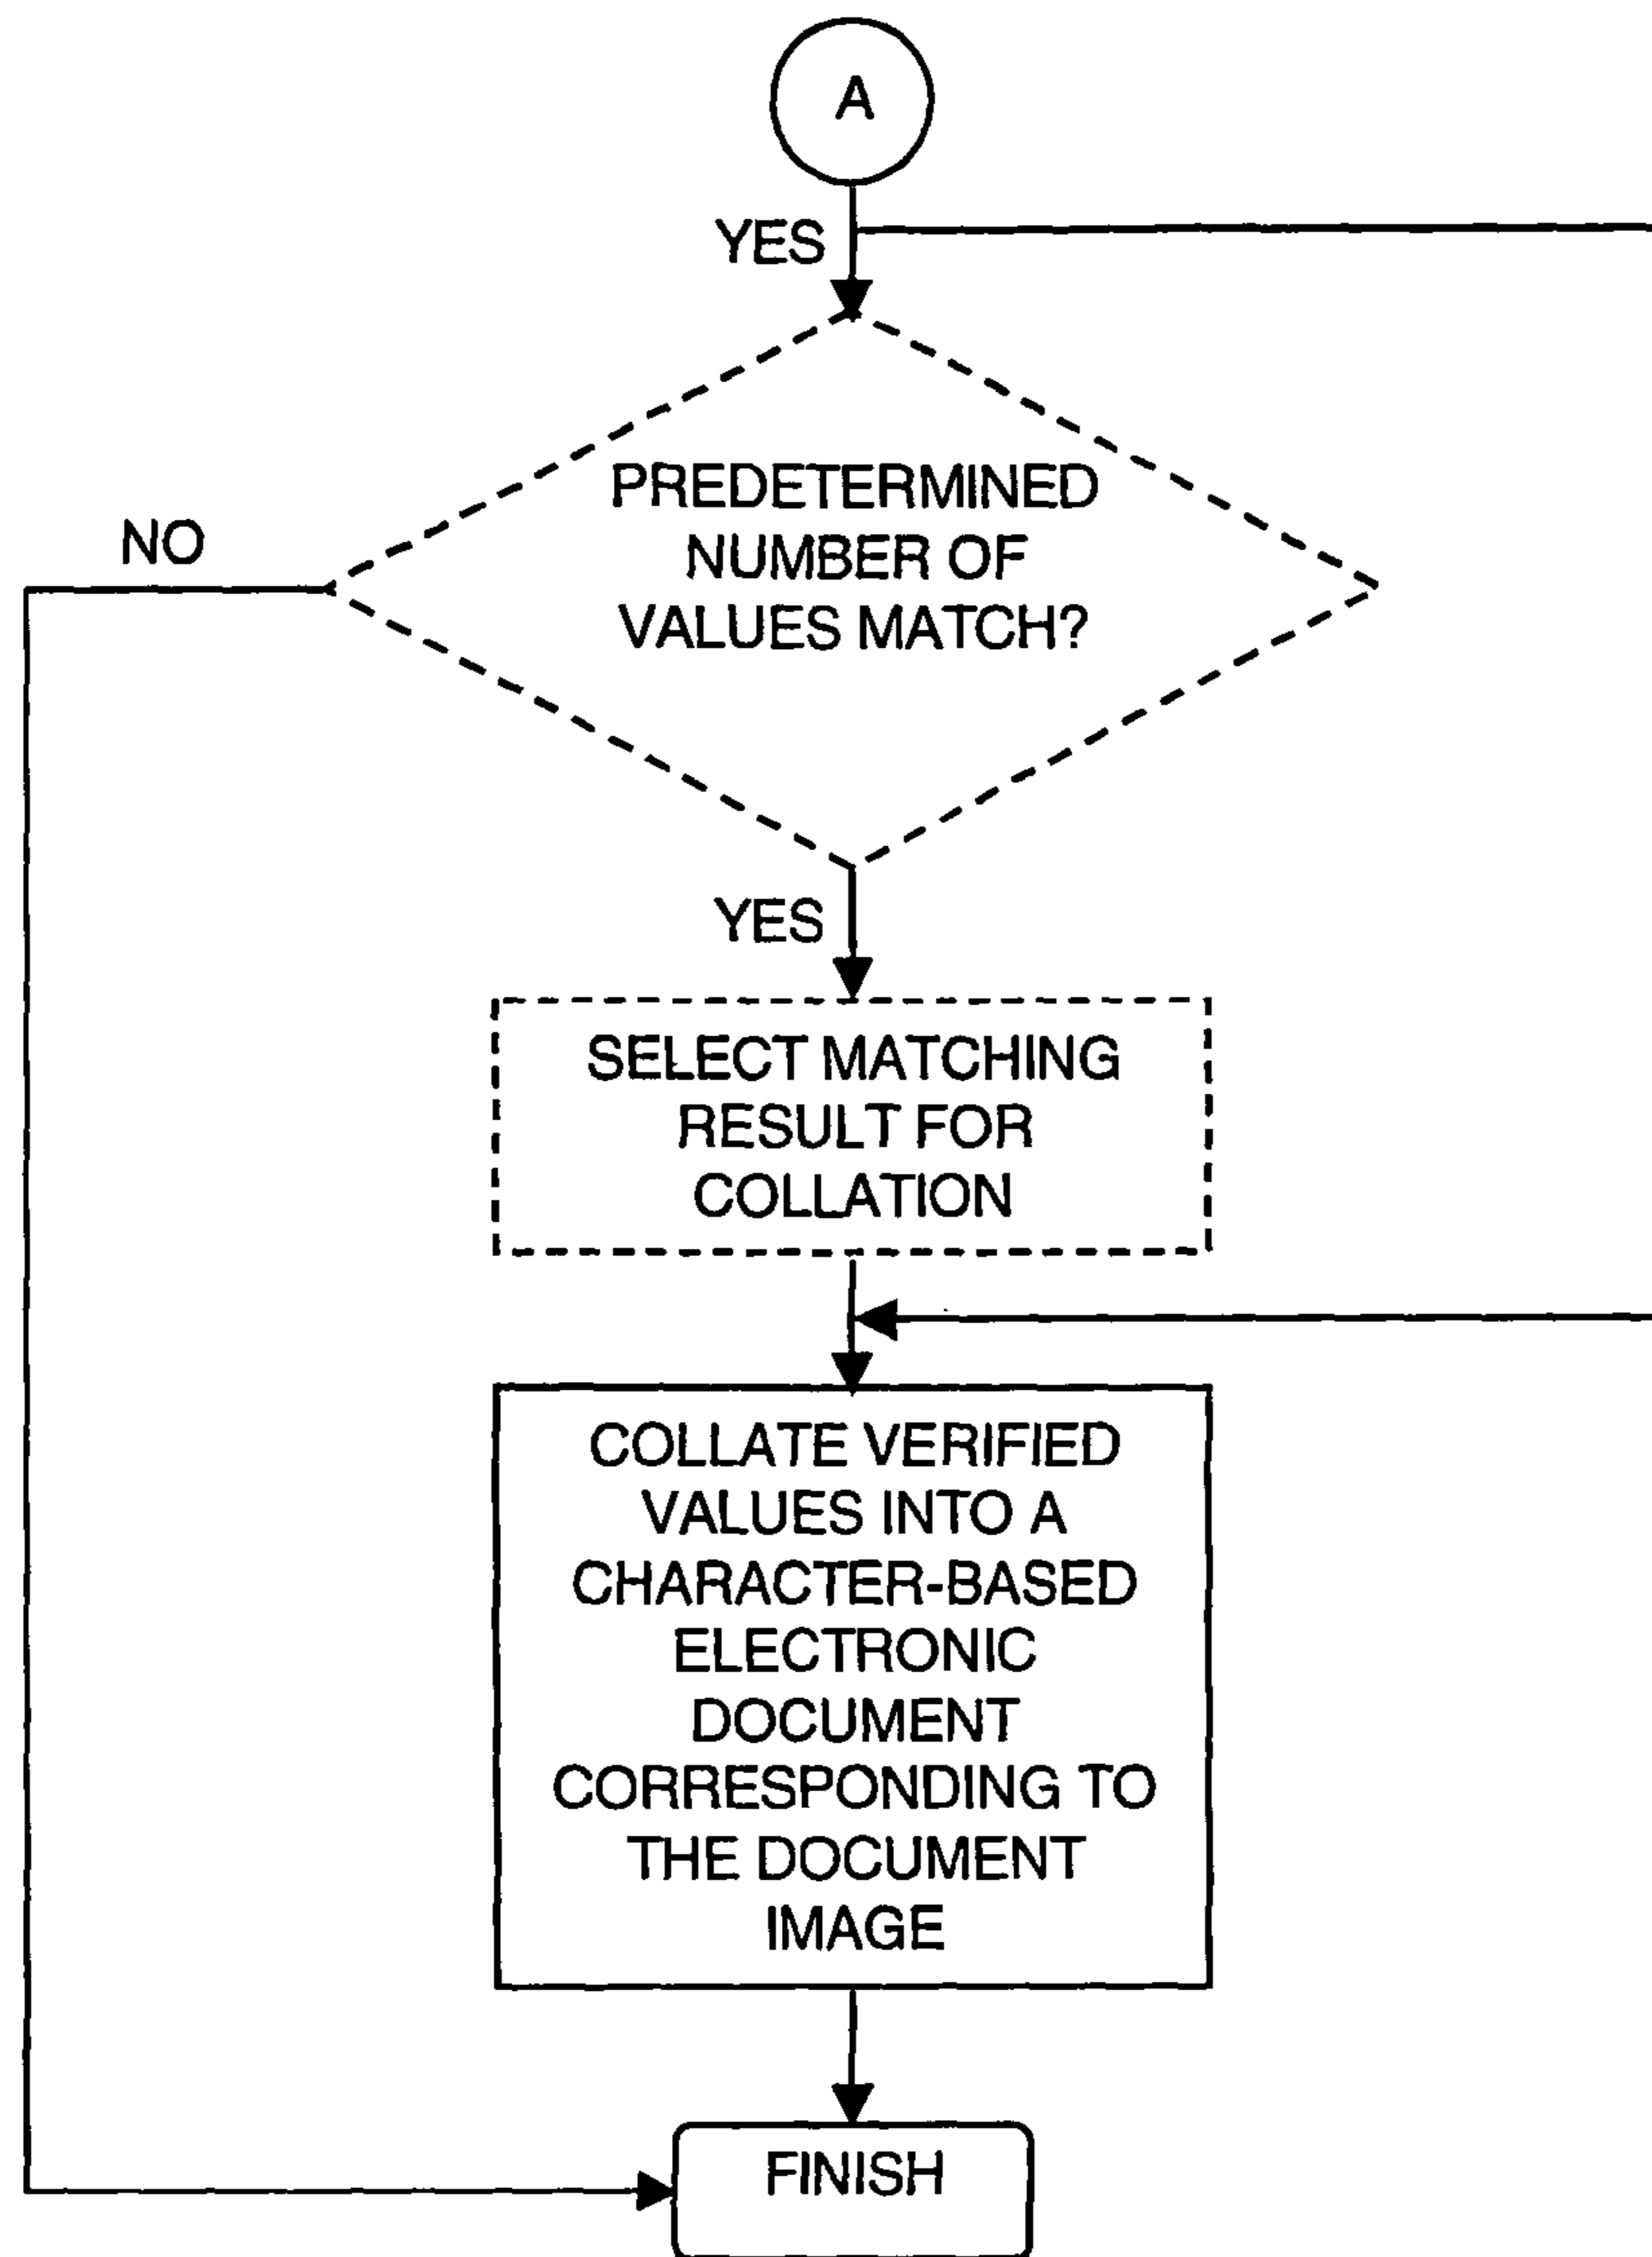 A
YES
PREDETERMINED
NUMBER OF
VALUES MATCH?
NO
YES
SELECT MATCHING
RESULT FOR
COLLATION
COLLATE VERIFIED
VALUES INTO A
CHARACTER-BASED
ELECTRONIC
DOCUMENT
CORRESPONDING TO
THE DOCUMENT
IMAGE
FINISH